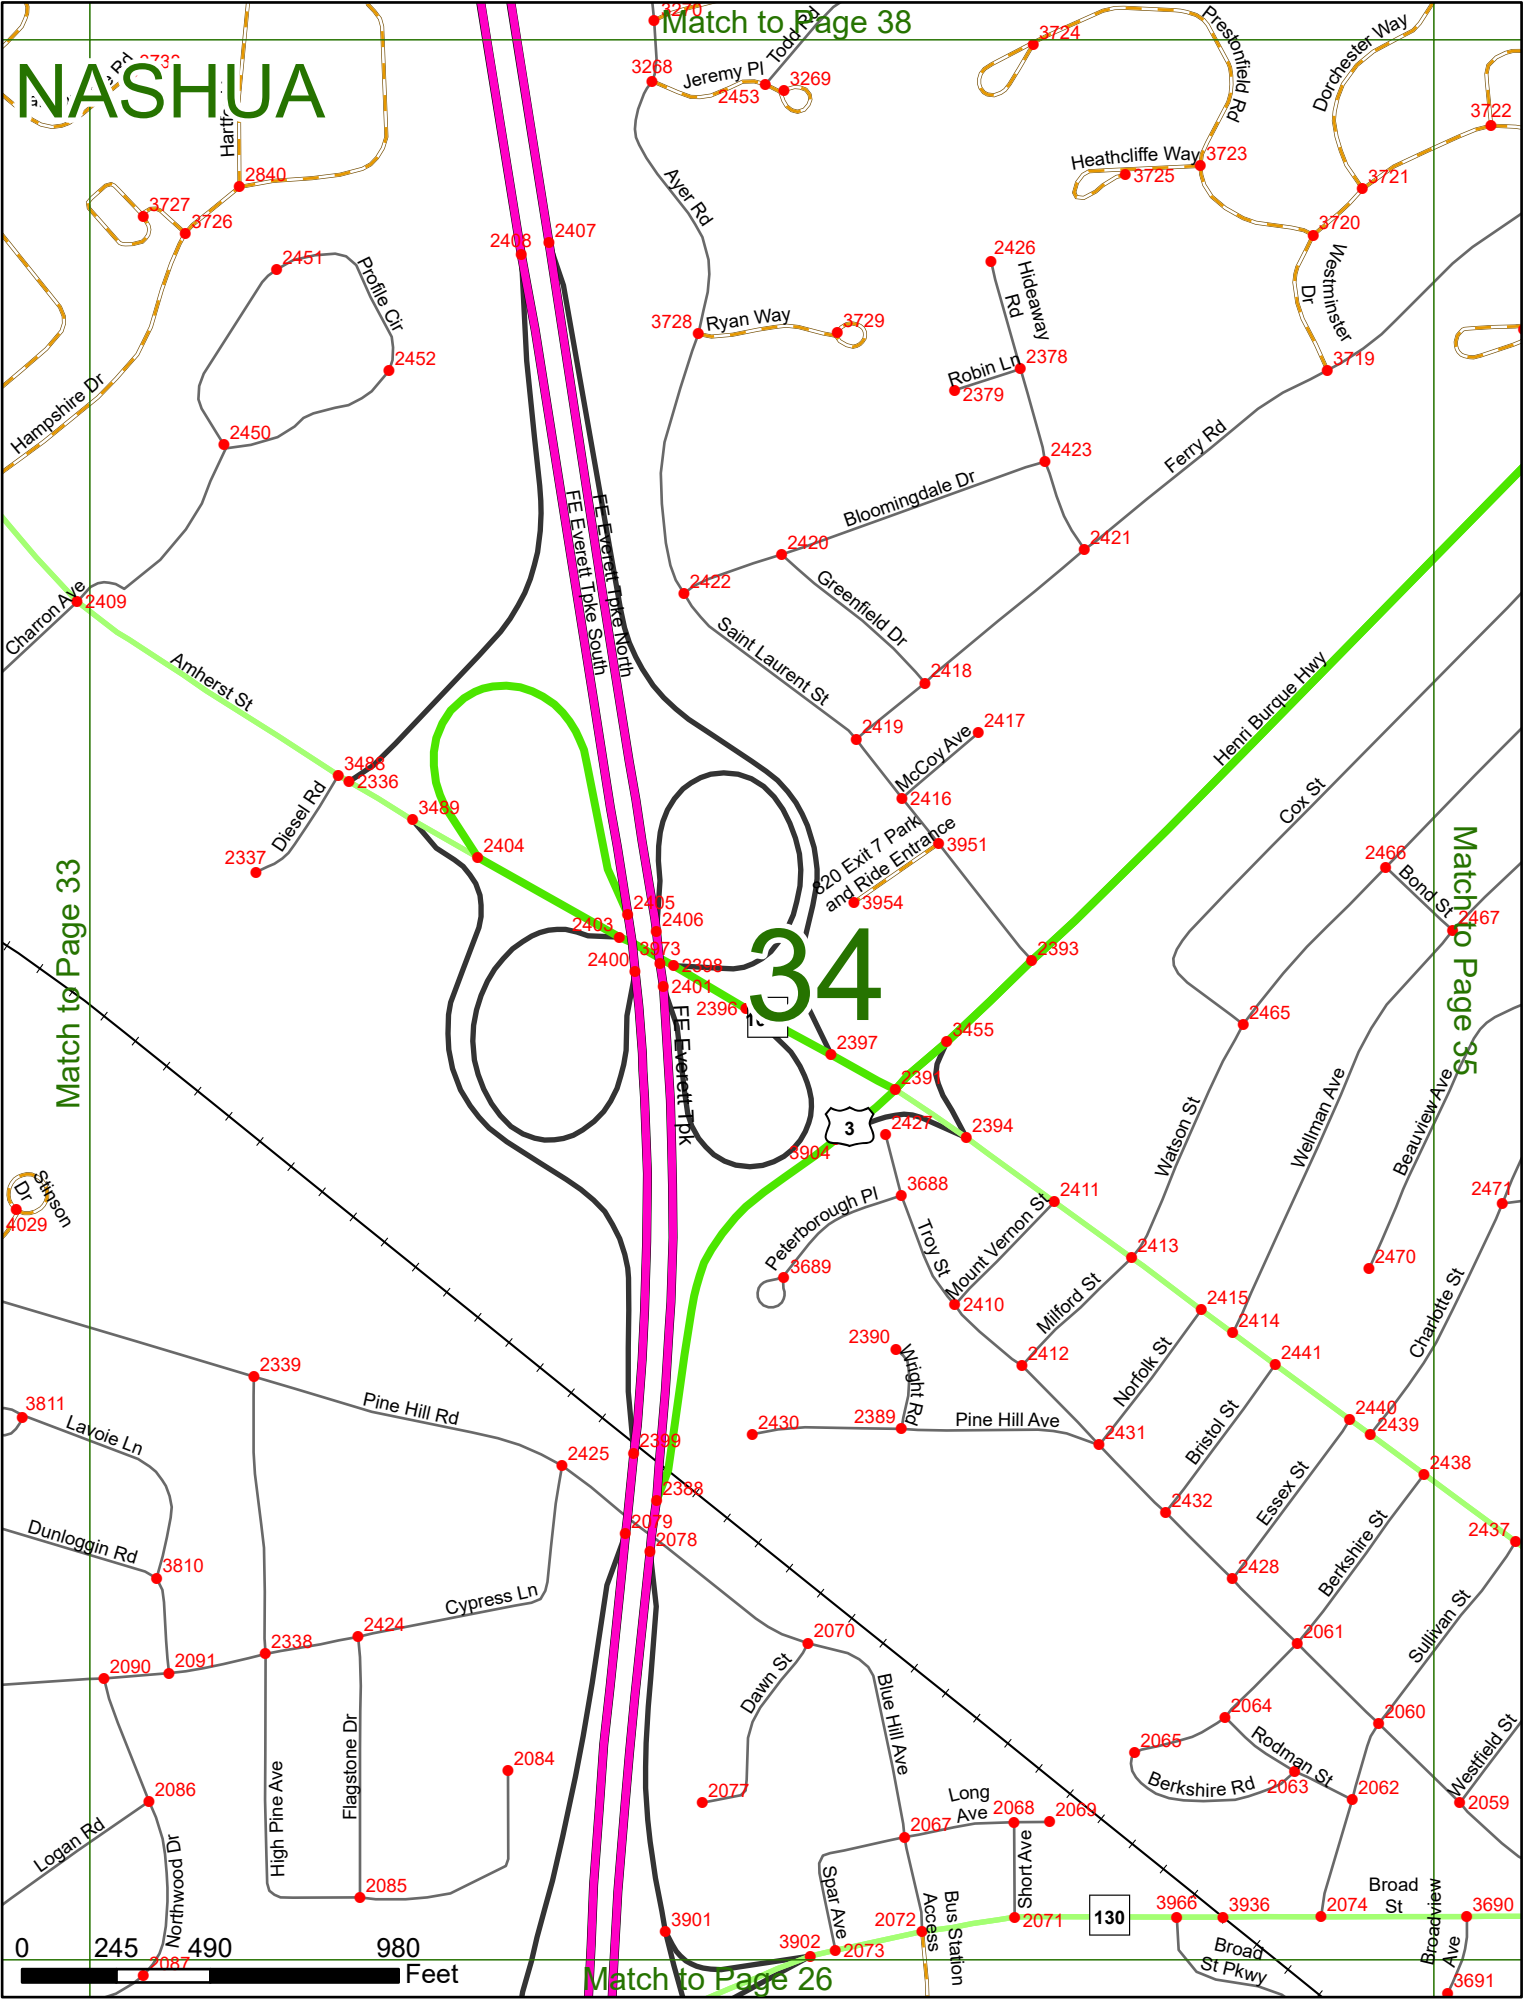 Match to Page 38
NASHUA
3270
Todd Rd
3724
Prestonfield Rd
Dorchester Way
3268
Jeremy Pl
2453
3269
3722
2840
Heathcliffe Way
3723
3725
3721
3727
3726
Ayer Rd
3720
2408
2407
2451
Profile Cir
2426
Hideaway
Rd
Westminster
Dr
3728
Ryan Way
3729
2452
Robin Ln
2378
2379
3719
Hampshire Dr
2450
2423
Ferry Rd
Bloomingdale Dr
FE Everett Tpke South
FE Everett Tpke North
2420
2421
2422
Greenfield Dr
2409
Charron Ave
Saint Laurent St
Amherst St
2418
2417
2419
McCoy Ave
Henri Burque Hwy
3488
2336
Diesel Rd
3489
2416
Cox St
2337
2404
820 Exit 7 Park
and Ride Entrance
3951
3954
2466
Bond St
2467
Match to Page 33
Match to Page 35
2405
2406
2403
3973
2400
2398
2401
2396
34
2393
2465
2397
3455
2391
FE Everett Tpk
3
2427
2394
3904
Watson St
Wellman Ave
Beauview Ave
Stinson
Dr
4029
3688
Peterborough Pl
3689
Troy St
Mount Vernon St
2411
2471
2413
2470
2410
Milford St
2415
2414
Charlotte St
2390
Wright Rd
2412
Norfolk St
2441
2339
3811
Lavoie Ln
Pine Hill Rd
2430
2389
Pine Hill Ave
2431
Bristol St
2440
2439
2425
2399
2438
2388
2432
Essex St
2079
2078
2437
Dunloggin Rd
3810
Berkshire St
2428
Cypress Ln
2424
2338
2070
2061
Sullivan St
2090
2091
Dawn St
Blue Hill Ave
2064
2060
2065
Rodman St
Westfield St
Flagstone Dr
High Pine Ave
2084
2077
Berkshire Rd
2063
2062
2059
2086
Long
Ave
2068
2069
2067
Logan Rd
Northwood Dr
Short Ave
Spar Ave
2085
Access
Bus Station
3901
2072
2071
130
3966
3936
2074
Broad
St
3690
Broadview
Ave
3902
2073
Broad
St Pkwy
2087
3691
0 245 490 980
Feet
Match to Page 26